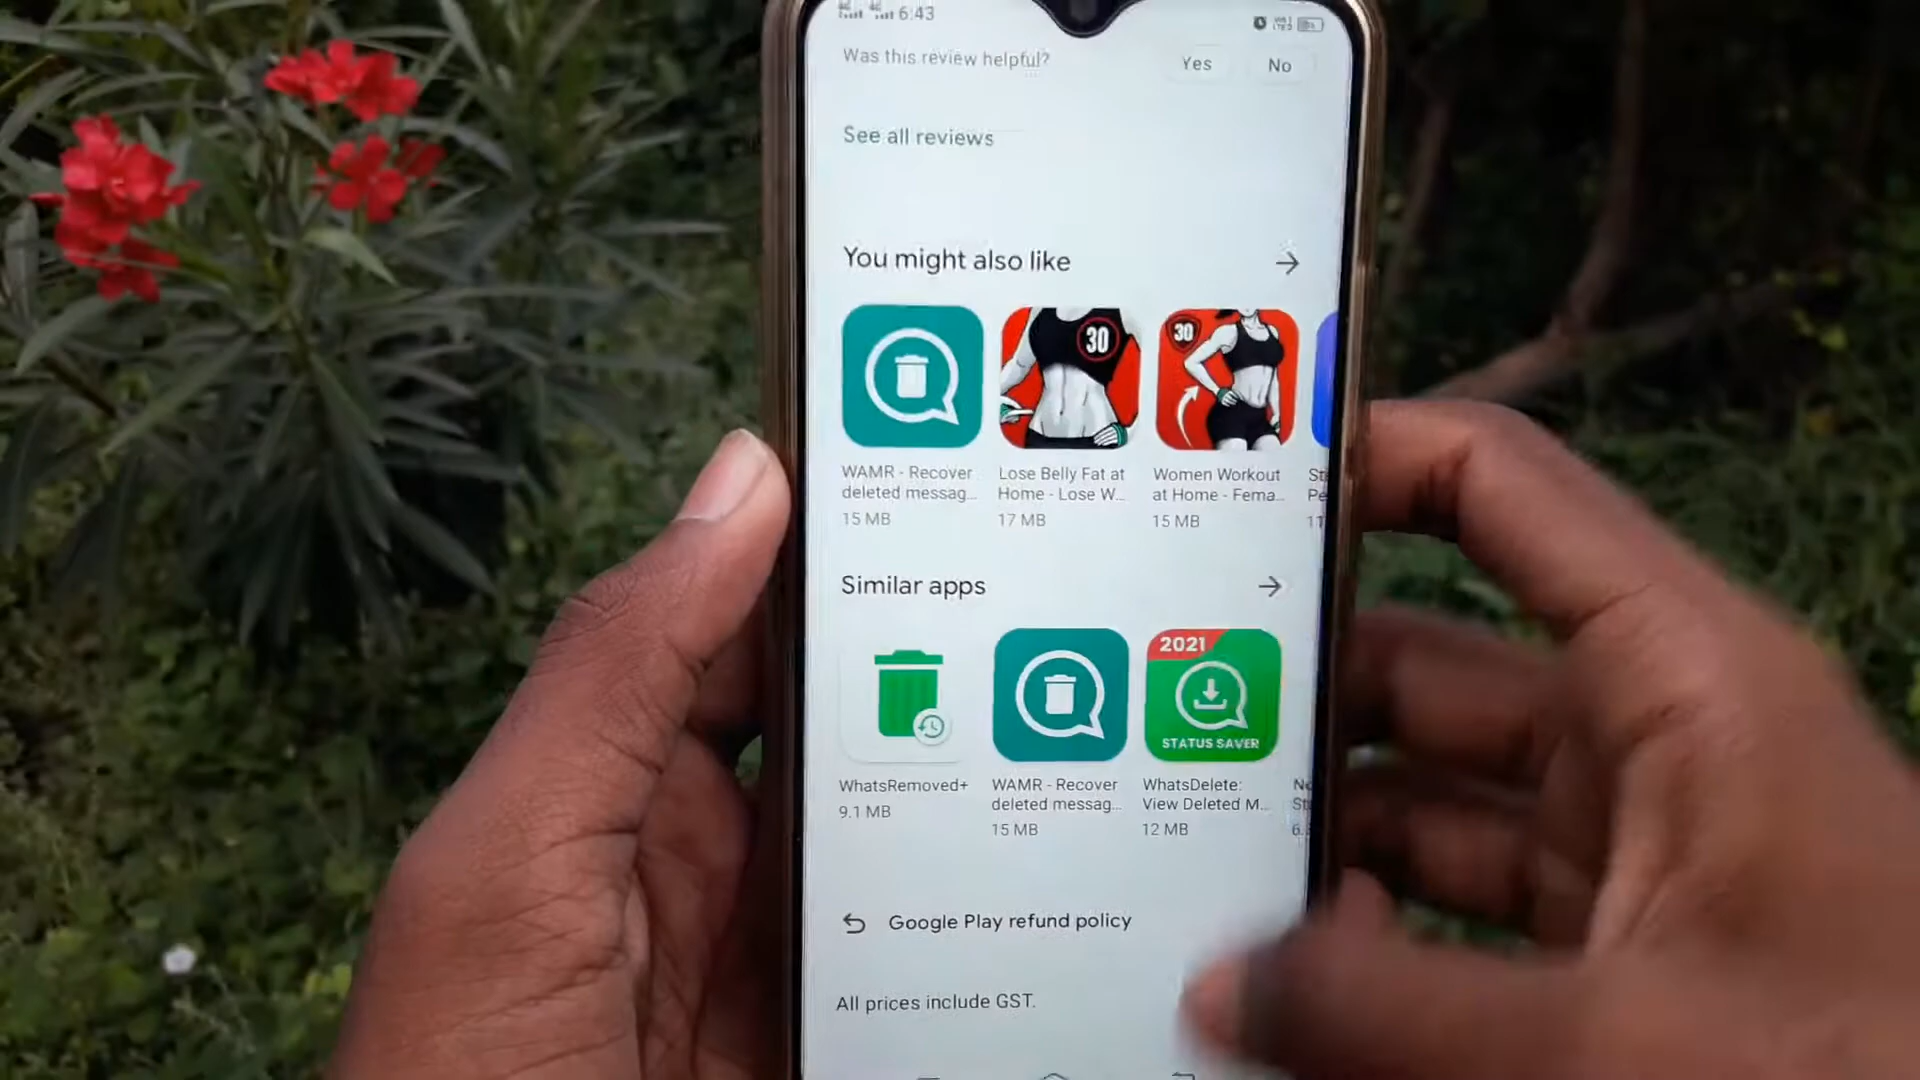 6:43
Was this review helpful?
Yes
No
See all reviews
You might also like
30
30
WAMR - Recover
deleted messag...
15 MB
Lose Belly Fat at
Home - Lose W...
17 MB
Women Workout
at Home - Fema...
15 MB
Similar apps
2021
STATUS SAVER
WhatsRemoved+
9.1 MB
WAMR - Recover
deleted messag...
15 MB
WhatsDelete:
View Deleted M...
12 MB
Google Play refund policy
All prices include GST.